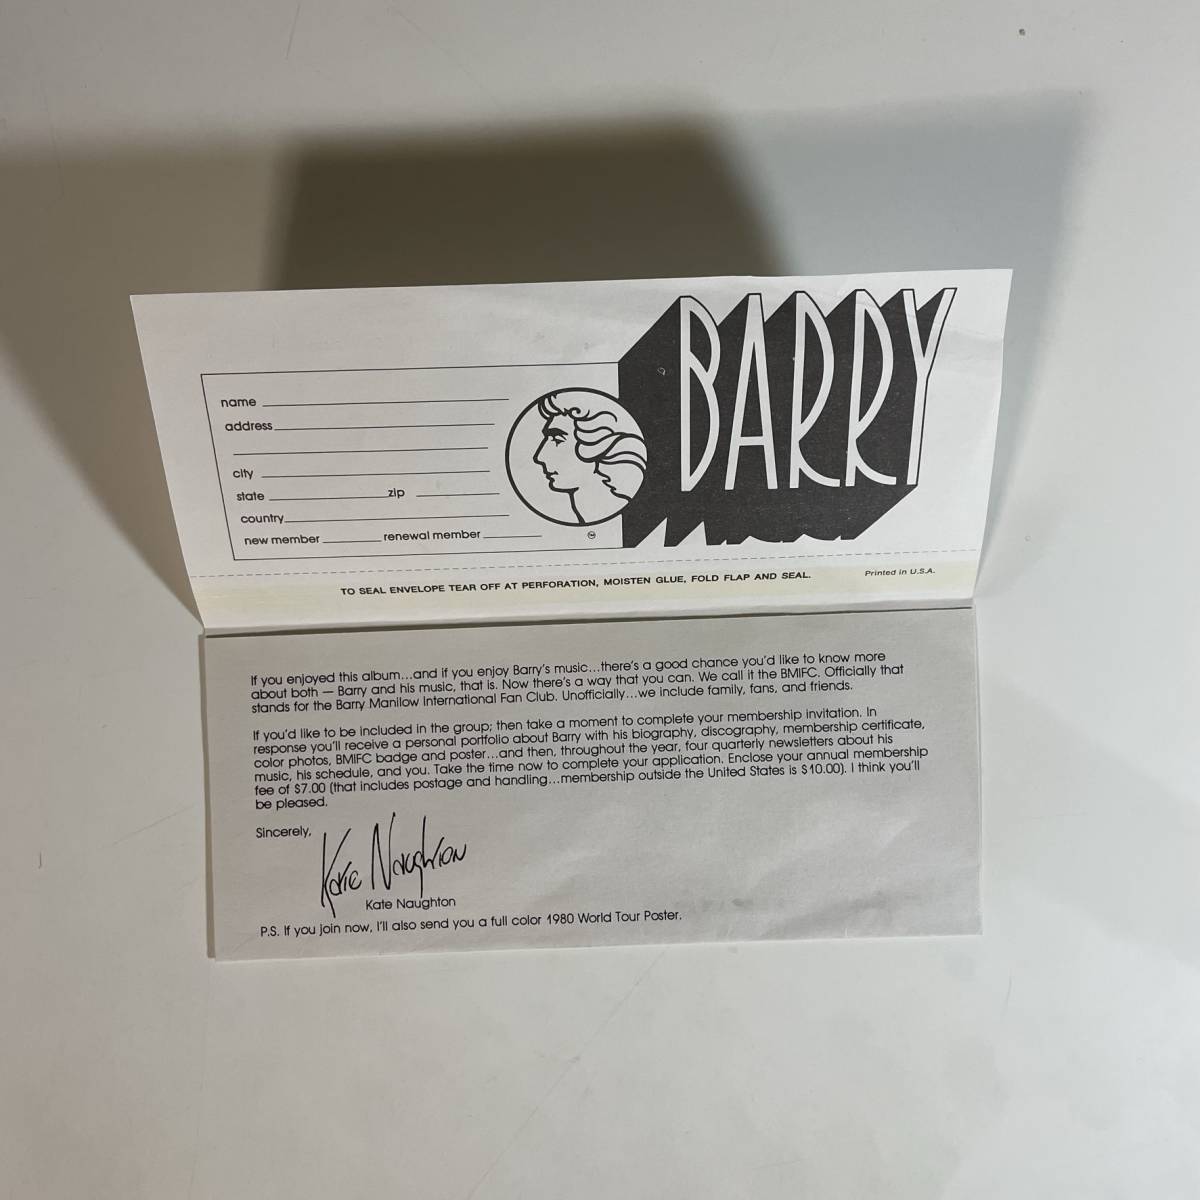 BARRY
name
address
city
state zip
country
new member renewal member
TM
TO SEAL ENVELOPE TEAR OFF AT PERFORATION, MOISTEN GLUE, FOLD FLAP AND SEAL.
Printed in U.S.A.
If you enjoyed this album...and if you enjoy Barry's music...there's a good chance you'd like to know more
about both — Barry and his music, that is. Now there's a way that you can. We call it the BMIFC. Officially that
stands for the Barry Manilow International Fan Club. Unofficially...we include family, fans, and friends.
If you'd like to be included in the group; then take a moment to complete your membership invitation. In
response you'll receive a personal portfolio about Barry with his biography, discography, membership certificate,
color photos, BMIFC badge and poster...and then, throughout the year, four quarterly newsletters about his
music, his schedule, and you. Take the time now to complete your application. Enclose your annual membership
fee of $7.00 (that includes postage and handling...membership outside the United States is $10.00). I think you'll
be pleased.
Sincerely,
Kate Naughton
Kate Naughton
P.S. If you join now, I'll also send you a full color 1980 World Tour Poster.